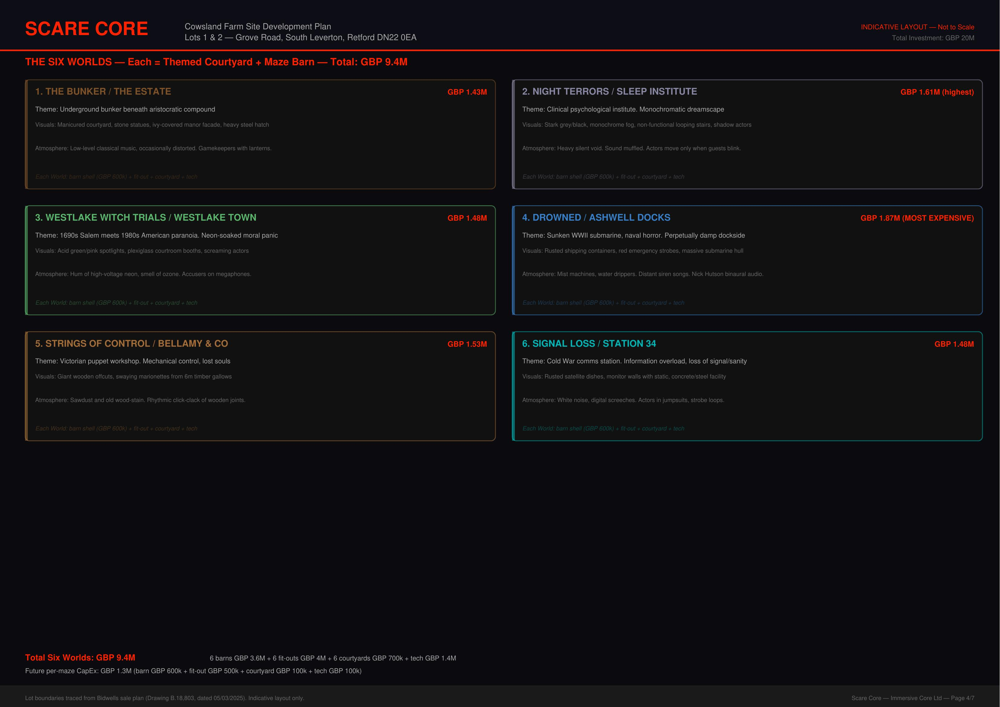 SCARE CORE
Cowsland Farm Site Development Plan
Lots 1 & 2 — Grove Road, South Leverton, Retford DN22 0EA
INDICATIVE LAYOUT — Not to Scale
Total Investment: GBP 20M
THE SIX WORLDS — Each = Themed Courtyard + Maze Barn — Total: GBP 9.4M
1. THE BUNKER / THE ESTATE
GBP 1.43M
Theme: Underground bunker beneath aristocratic compound
Visuals: Manicured courtyard, stone statues, ivy-covered manor facade, heavy steel hatch
Atmosphere: Low-level classical music, occasionally distorted. Gamekeepers with lanterns.
Each World: barn shell (GBP 600k) + fit-out + courtyard + tech
2. NIGHT TERRORS / SLEEP INSTITUTE
GBP 1.61M (highest)
Theme: Clinical psychological institute. Monochromatic dreamscape
Visuals: Stark grey/black, monochrome fog, non-functional looping stairs, shadow actors
Atmosphere: Heavy silent void. Sound muffled. Actors move only when guests blink.
Each World: barn shell (GBP 600k) + fit-out + courtyard + tech
3. WESTLAKE WITCH TRIALS / WESTLAKE TOWN
GBP 1.48M
Theme: 1690s Salem meets 1980s American paranoia. Neon-soaked moral panic
Visuals: Acid green/pink spotlights, plexiglass courtroom booths, screaming actors
Atmosphere: Hum of high-voltage neon, smell of ozone. Accusers on megaphones.
Each World: barn shell (GBP 600k) + fit-out + courtyard + tech
4. DROWNED / ASHWELL DOCKS
GBP 1.87M (MOST EXPENSIVE)
Theme: Sunken WWII submarine, naval horror. Perpetually damp dockside
Visuals: Rusted shipping containers, red emergency strobes, massive submarine hull
Atmosphere: Mist machines, water drippers. Distant siren songs. Nick Hutson binaural audio.
Each World: barn shell (GBP 600k) + fit-out + courtyard + tech
5. STRINGS OF CONTROL / BELLAMY & CO
GBP 1.53M
Theme: Victorian puppet workshop. Mechanical control, lost souls
Visuals: Giant wooden offcuts, swaying marionettes from 6m timber gallows
Atmosphere: Sawdust and old wood-stain. Rhythmic click-clack of wooden joints.
Each World: barn shell (GBP 600k) + fit-out + courtyard + tech
6. SIGNAL LOSS / STATION 34
GBP 1.48M
Theme: Cold War comms station. Information overload, loss of signal/sanity
Visuals: Rusted satellite dishes, monitor walls with static, concrete/steel facility
Atmosphere: White noise, digital screeches. Actors in jumpsuits, strobe loops.
Each World: barn shell (GBP 600k) + fit-out + courtyard + tech
Total Six Worlds: GBP 9.4M
6 barns GBP 3.6M + 6 fit-outs GBP 4M + 6 courtyards GBP 700k + tech GBP 1.4M
Future per-maze CapEx: GBP 1.3M (barn GBP 600k + fit-out GBP 500k + courtyard GBP 100k + tech GBP 100k)
Lot boundaries traced from Bidwells sale plan (Drawing B.18,803, dated 05/03/2025). Indicative layout only.
Scare Core — Immersive Core Ltd — Page 4/7